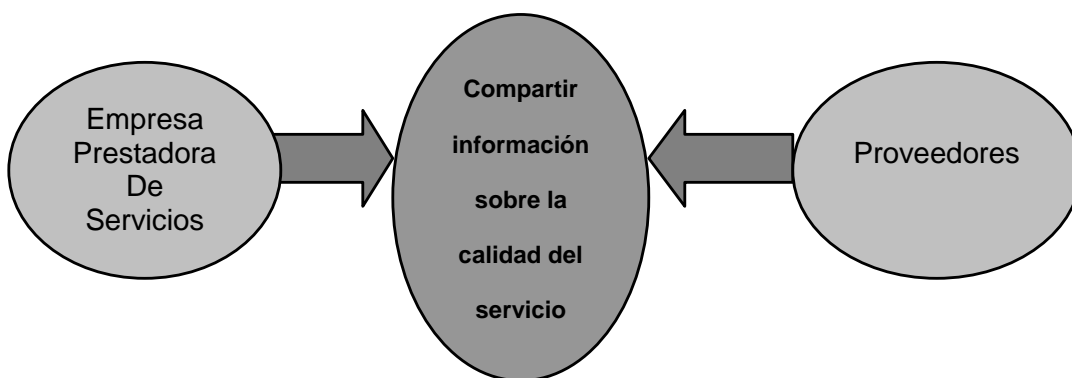 Empresa
Prestadora
De
Servicios
Compartir
información
sobre la
calidad del
servicio
Proveedores